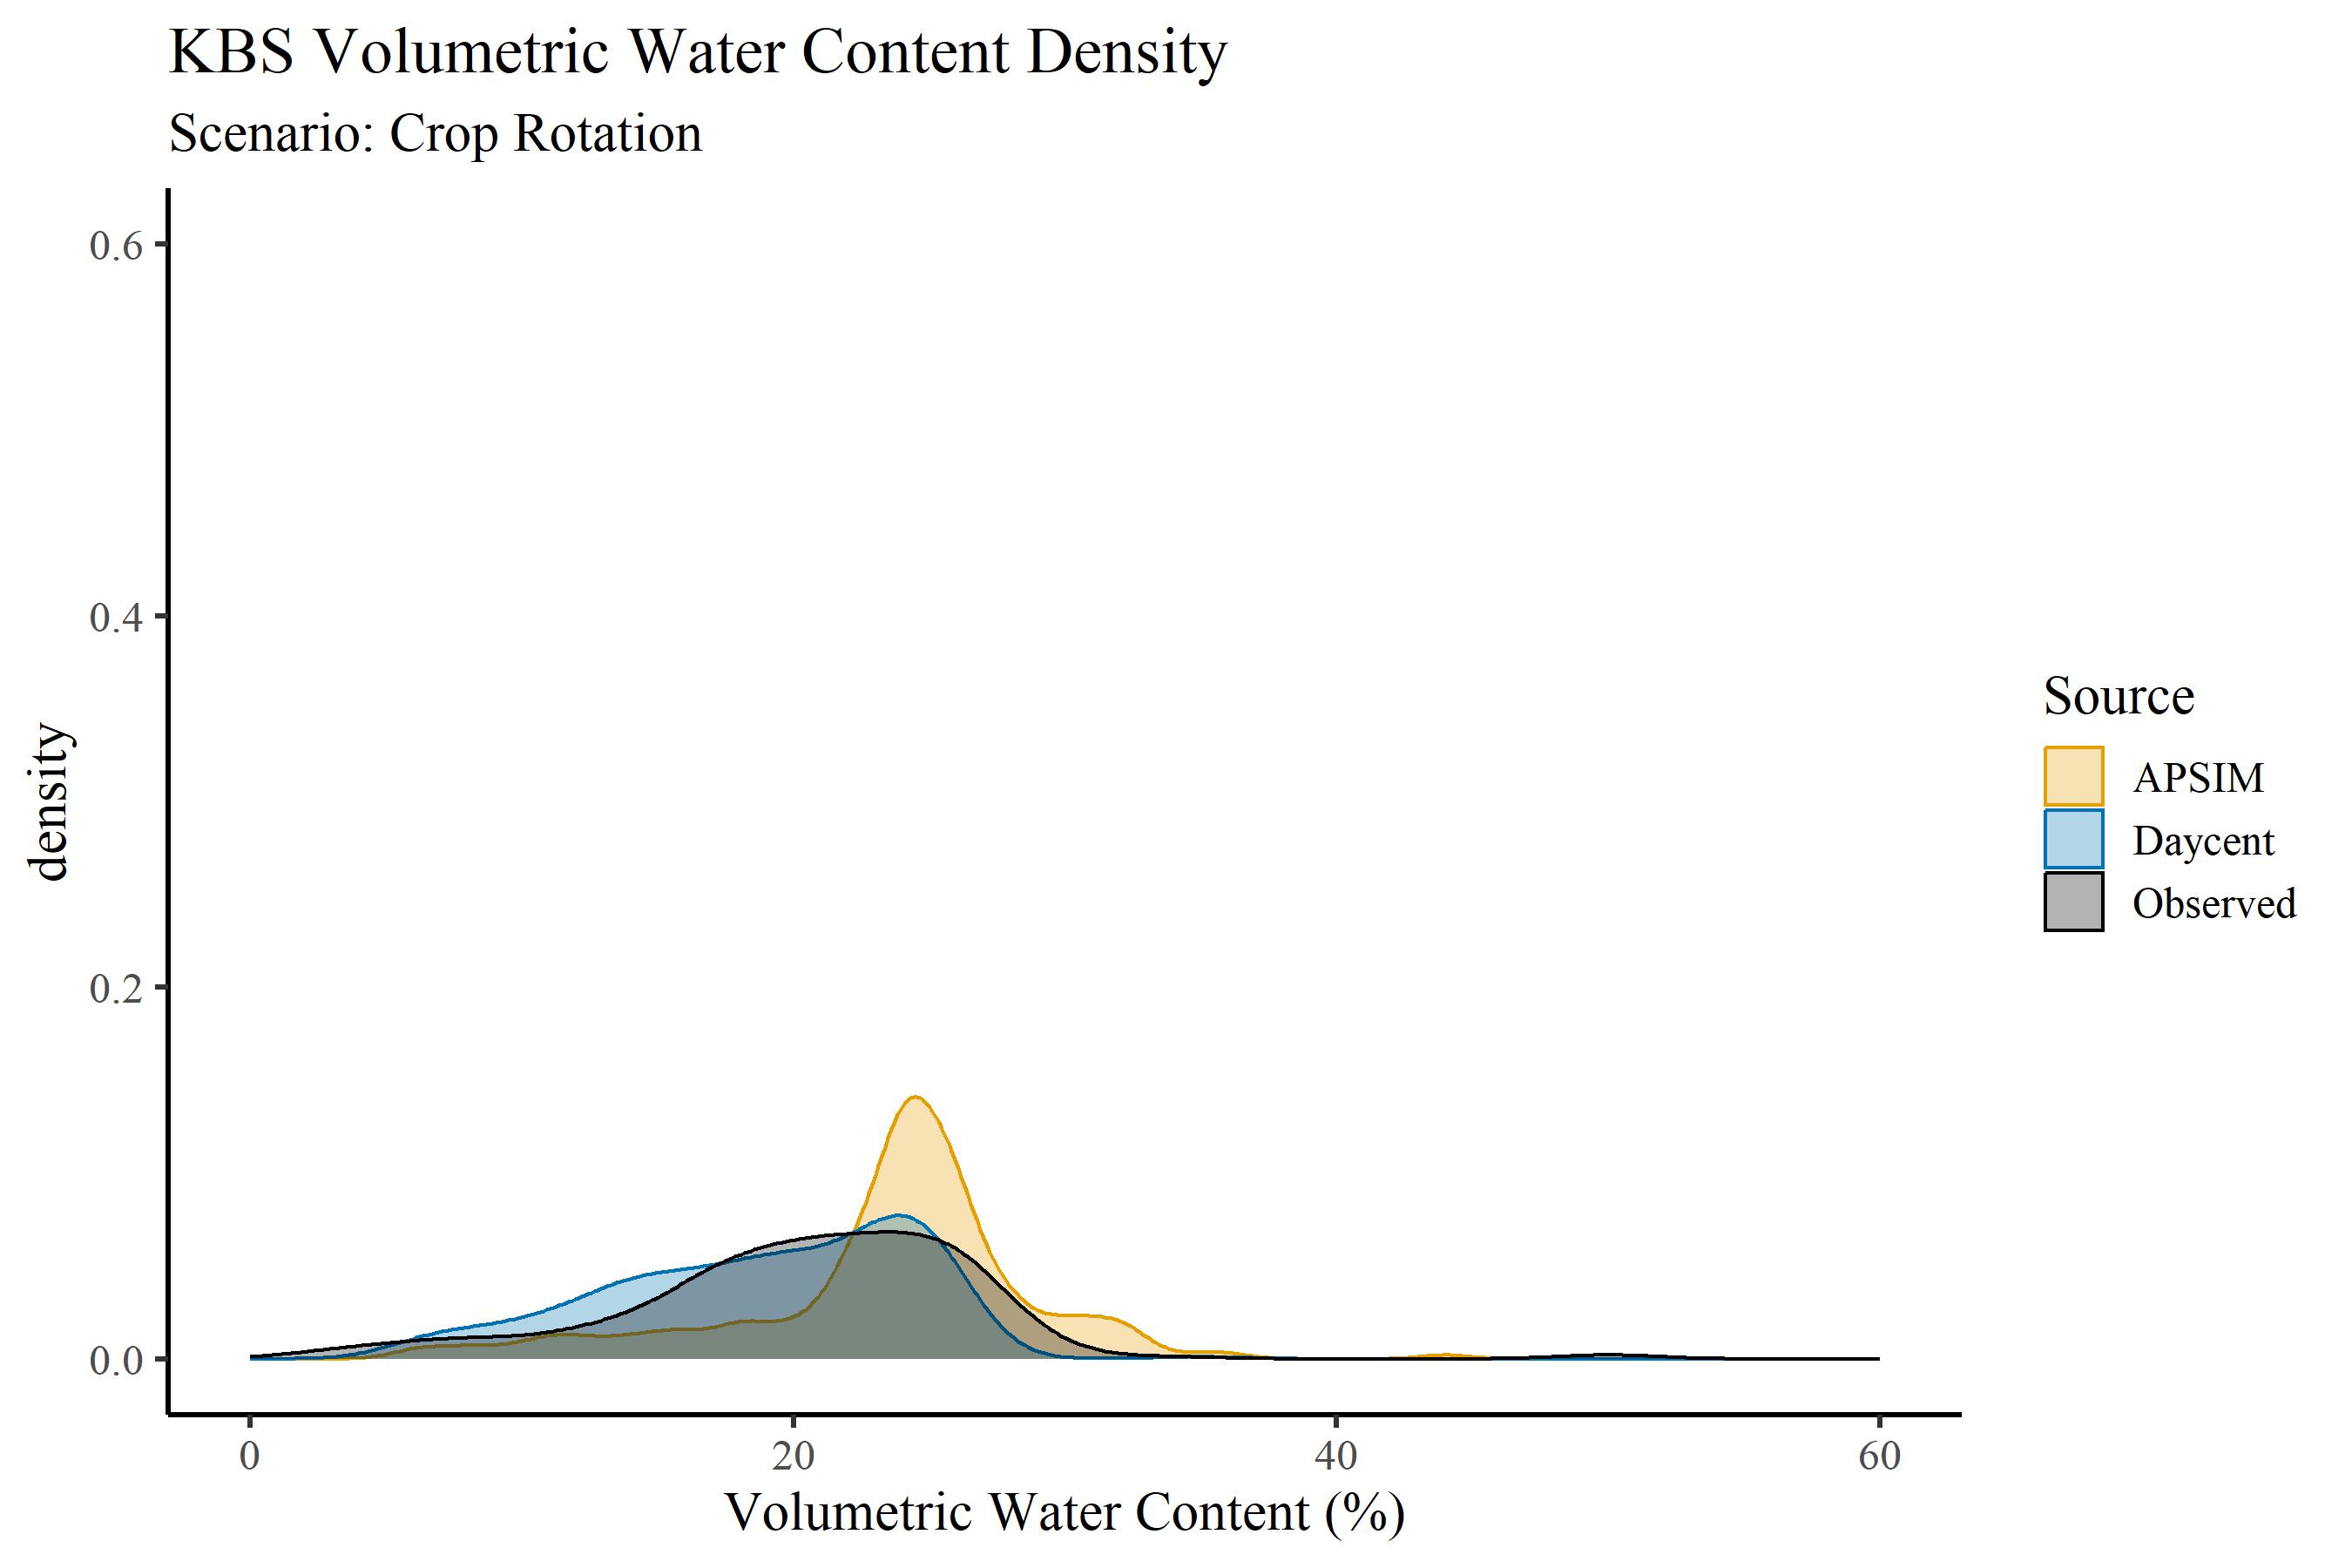 KBS Volumetric Water Content Density
Scenario: Crop Rotation
0.6
0.4
0.2
0.0
density
0 20 40 60
Volumetric Water Content (%)
Source
APSIM
Daycent
Observed